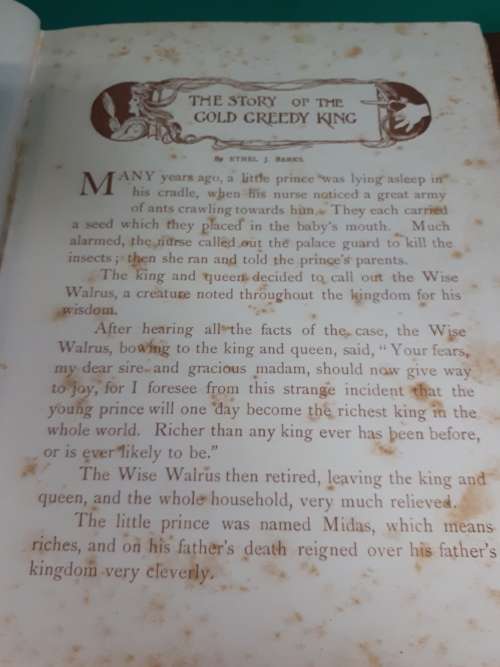 THE STORY OF THE
GOLD GREEDY KING
By ETHEL J. BANKS.
MANY years ago, a little prince was lying asleep in
his cradle, when his nurse noticed a great army
of ants crawling towards him. They each carried
a seed which they placed in the baby's mouth. Much
alarmed, the nurse called out the palace guard to kill the
insects; then she ran and told the prince's parents.
The king and queen decided to call out the Wise
Walrus, a creature noted throughout the kingdom for his
wisdom.
After hearing all the facts of the case, the Wise
Walrus, bowing to the king and queen, said, "Your fears,
my dear sire and gracious madam, should now give way
to joy, for I foresee from this strange incident that the
young prince will one day become the richest king in the
whole world. Richer than any king ever has been before,
or is ever likely to be."
The Wise Walrus then retired, leaving the king and
queen, and the whole household, very much relieved.
The little prince was named Midas, which means
riches, and on his father's death reigned over his father's
kingdom very cleverly.